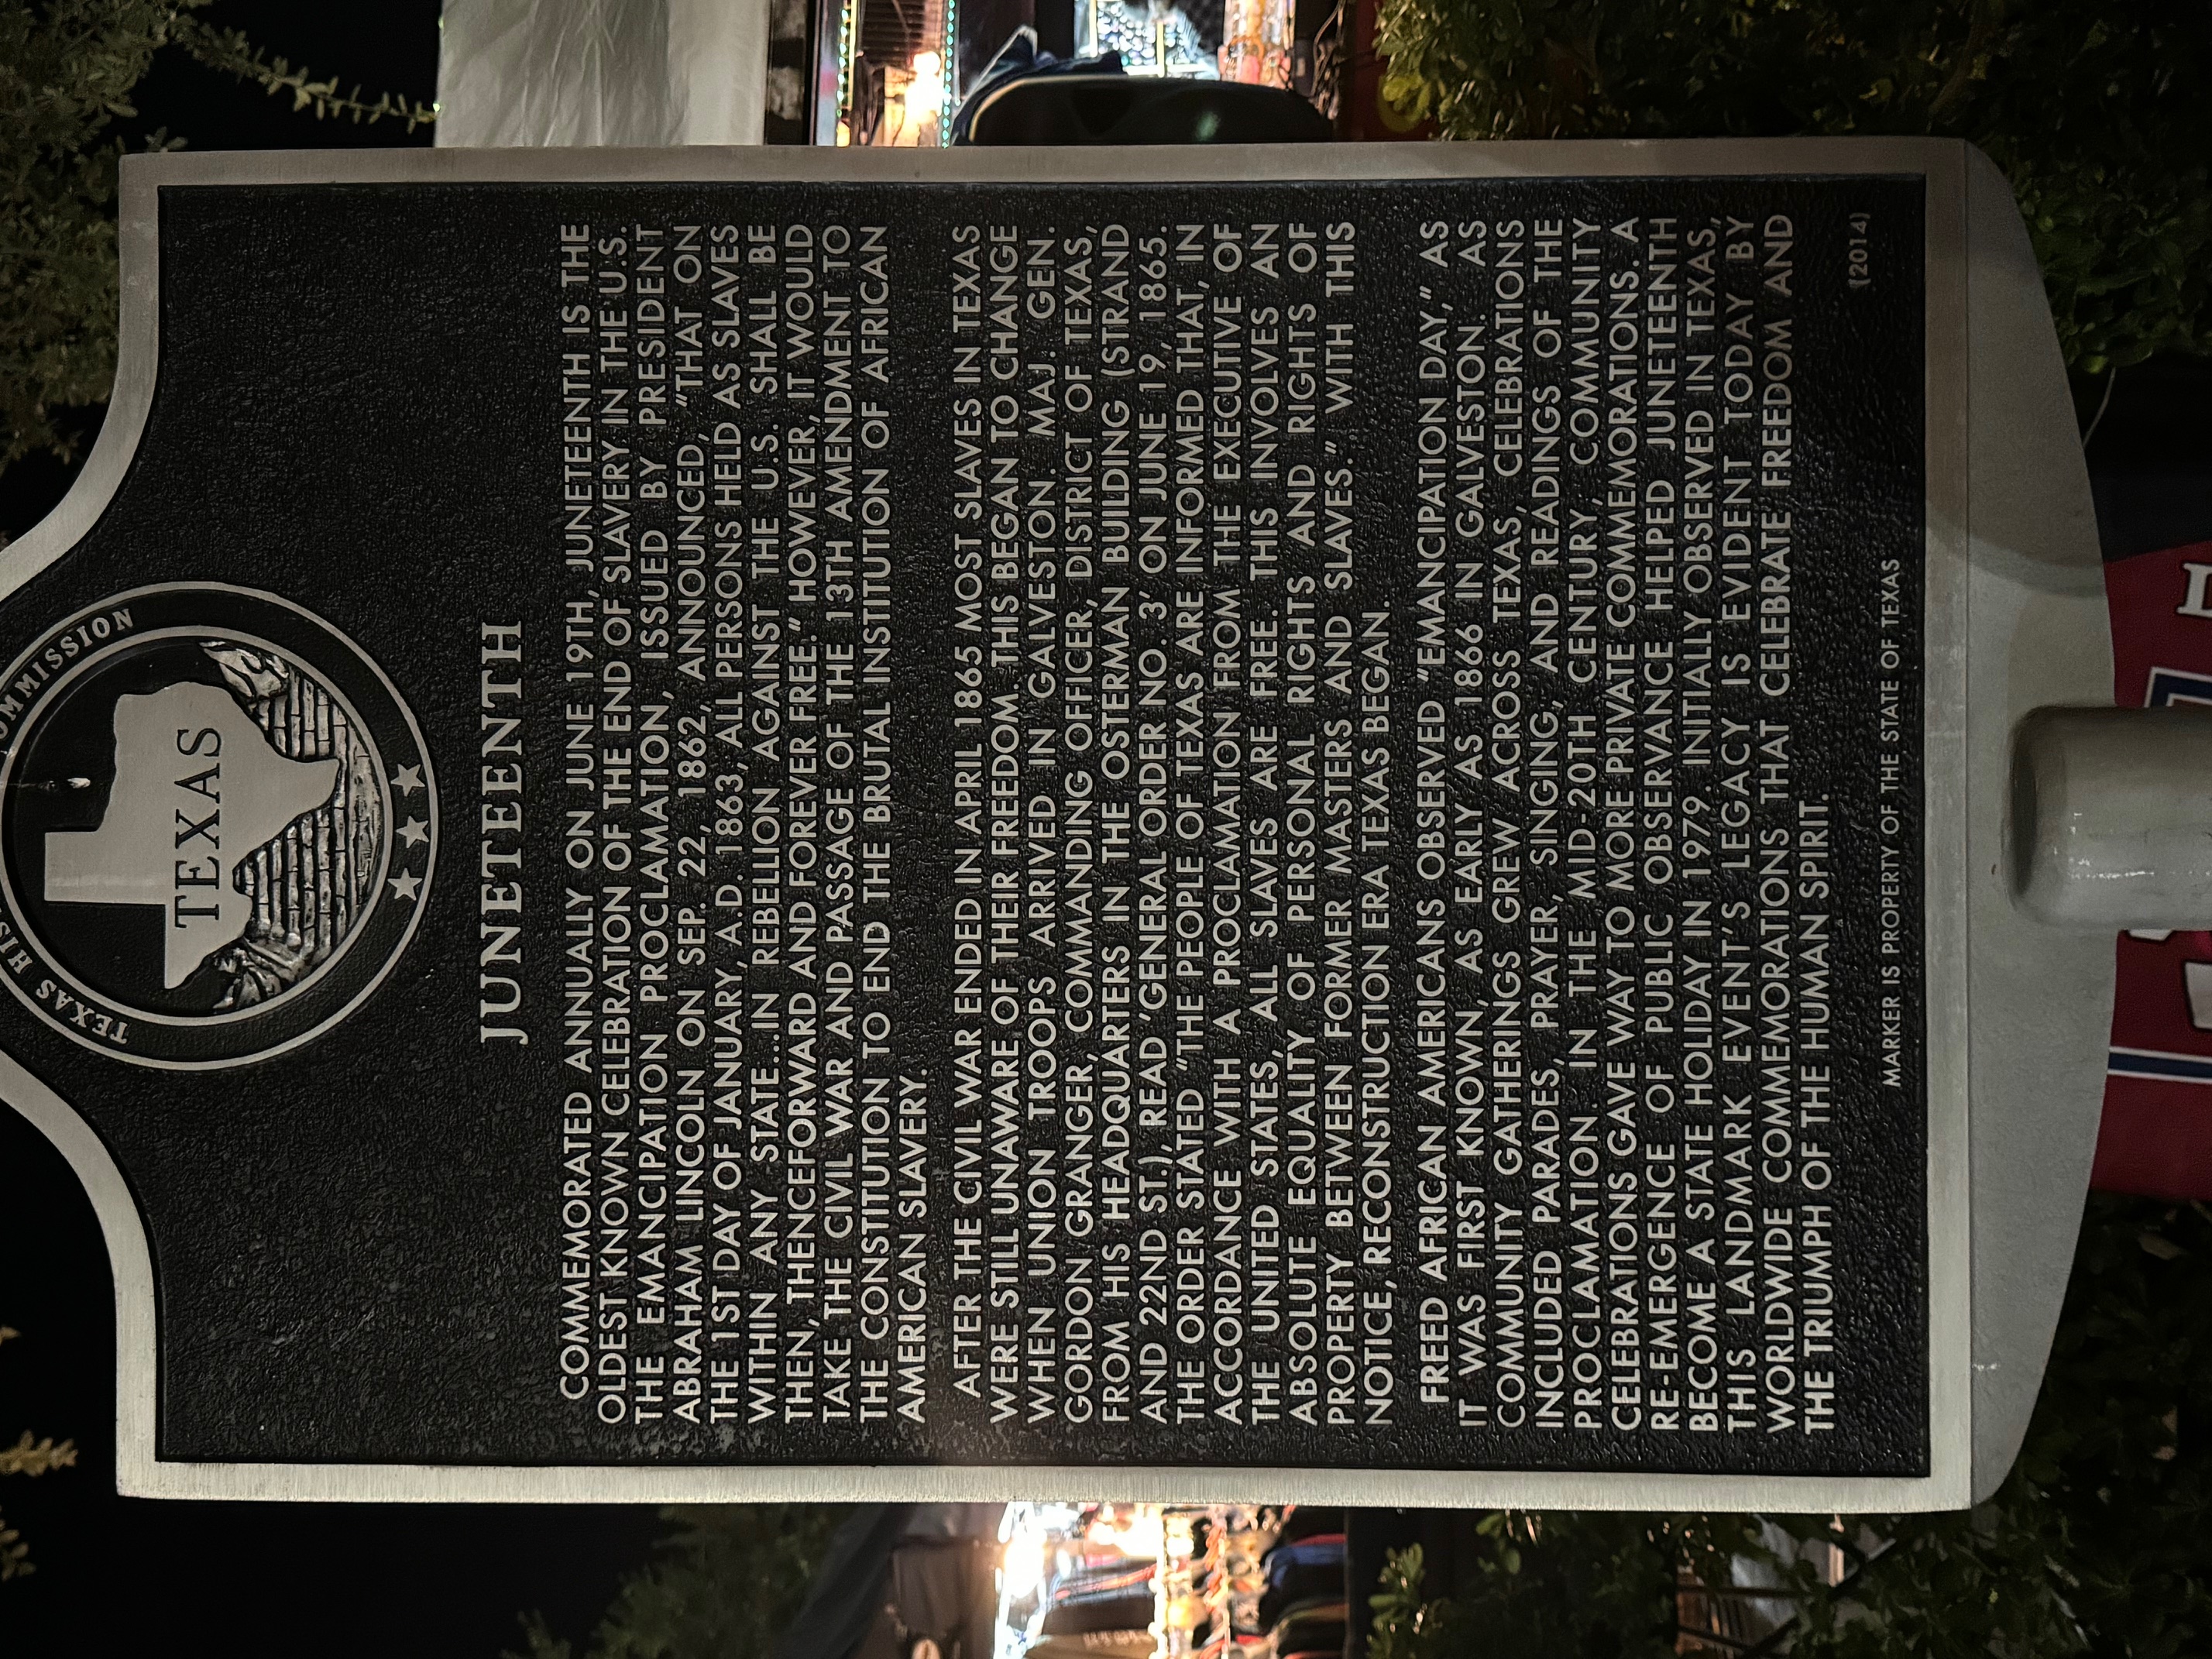 TEXAS HIS OMMISSION
TEXAS
JUNETEENTH
COMMEMORATED ANNUALLY ON JUNE 19TH, JUNETEENTH IS THE
OLDEST KNOWN CELEBRATION OF THE END OF SLAVERY IN THE U.S.
THE EMANCIPATION PROCLAMATION, ISSUED BY PRESIDENT
ABRAHAM LINCOLN ON SEP. 22, 1862, ANNOUNCED, “THAT ON
THE 1ST DAY OF JANUARY, A.D. 1863, ALL PERSONS HELD AS SLAVES
WITHIN ANY STATE...IN REBELLION AGAINST THE U.S. SHALL BE
THEN, THENCEFORWARD AND FOREVER FREE.” HOWEVER, IT WOULD
TAKE THE CIVIL WAR AND PASSAGE OF THE 13TH AMENDMENT TO
THE CONSTITUTION TO END THE BRUTAL INSTITUTION OF AFRICAN
AMERICAN SLAVERY.
AFTER THE CIVIL WAR ENDED IN APRIL 1865 MOST SLAVES IN TEXAS
WERE STILL UNAWARE OF THEIR FREEDOM. THIS BEGAN TO CHANGE
WHEN UNION TROOPS ARRIVED IN GALVESTON. MAJ. GEN.
GORDON GRANGER, COMMANDING OFFICER, DISTRICT OF TEXAS,
FROM HIS HEADQUARTERS IN THE OSTERMAN BUILDING (STRAND
AND 22ND ST.), READ ‘GENERAL ORDER NO. 3’ ON JUNE 19, 1865.
THE ORDER STATED “THE PEOPLE OF TEXAS ARE INFORMED THAT, IN
ACCORDANCE WITH A PROCLAMATION FROM THE EXECUTIVE OF
THE UNITED STATES, ALL SLAVES ARE FREE. THIS INVOLVES AN
ABSOLUTE EQUALITY OF PERSONAL RIGHTS AND RIGHTS OF
PROPERTY BETWEEN FORMER MASTERS AND SLAVES.” WITH THIS
NOTICE, RECONSTRUCTION ERA TEXAS BEGAN.
FREED AFRICAN AMERICANS OBSERVED “EMANCIPATION DAY,” AS
IT WAS FIRST KNOWN, AS EARLY AS 1866 IN GALVESTON. AS
COMMUNITY GATHERINGS GREW ACROSS TEXAS, CELEBRATIONS
INCLUDED PARADES, PRAYER, SINGING, AND READINGS OF THE
PROCLAMATION. IN THE MID-20TH CENTURY, COMMUNITY
CELEBRATIONS GAVE WAY TO MORE PRIVATE COMMEMORATIONS. A
RE-EMERGENCE OF PUBLIC OBSERVANCE HELPED JUNETEENTH
BECOME A STATE HOLIDAY IN 1979. INITIALLY OBSERVED IN TEXAS,
THIS LANDMARK EVENT’S LEGACY IS EVIDENT TODAY BY
WORLDWIDE COMMEMORATIONS THAT CELEBRATE FREEDOM AND
THE TRIUMPH OF THE HUMAN SPIRIT.
(2014)
MARKER IS PROPERTY OF THE STATE OF TEXAS